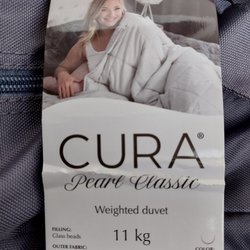 CURA®
Pearl Classic
Weighted duvet
FILLING:
Glass beads
11 kg
OUTER FABRIC:
COLOR: